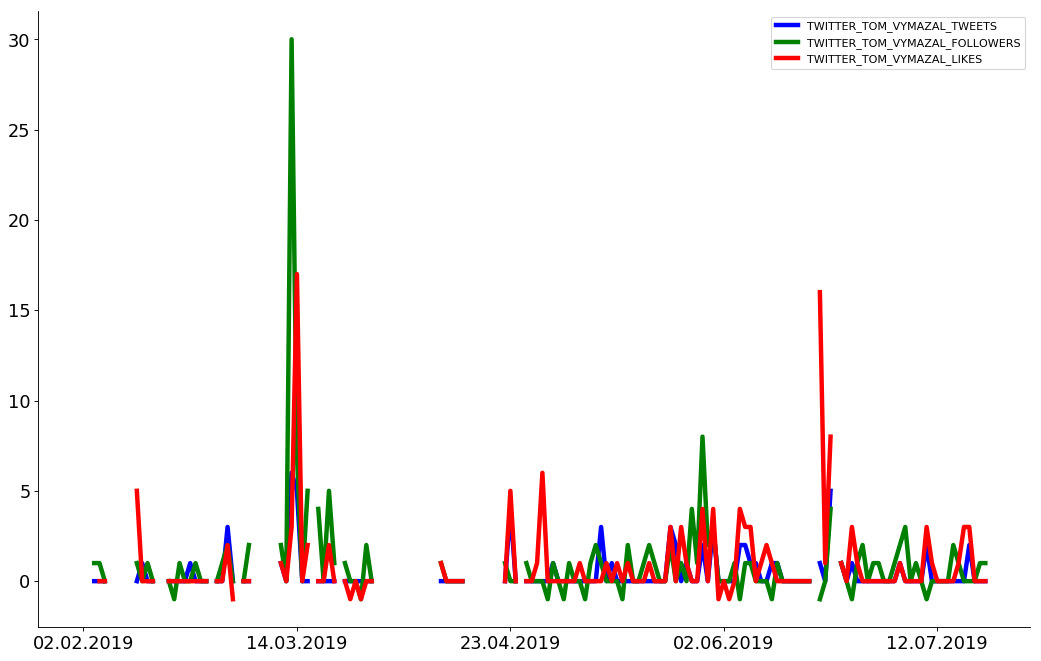 TWITTER_TOM_VYMAZAL_TWEETS
TWITTER_TOM_VYMAZAL_FOLLOWERS
TWITTER_TOM_VYMAZAL_LIKES
30
25
20
15
10
5
0
02.02.2019 14.03.2019 23.04.2019 02.06.2019 12.07.2019